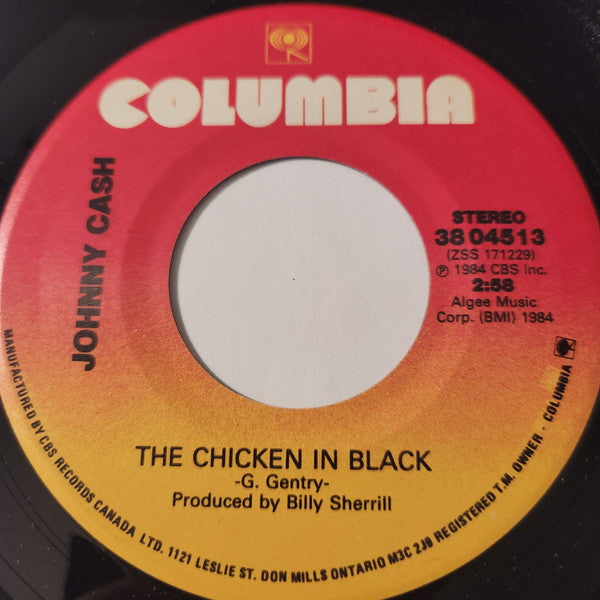 COLUMBIA
JOHNNY CASH
STEREO
38 04513
(ZSS 171229)
℗ 1984 CBS Inc.
2:58
Algee Music
Corp. (BMI) 1984
THE CHICKEN IN BLACK
-G. Gentry-
Produced by Billy Sherrill
MANUFACTURED BY CBS RECORDS CANADA LTD. 1121 LESLIE ST. DON MILLS ONTARIO M3C 2J9 REGISTERED T.M. OWNER - COLUMBIA